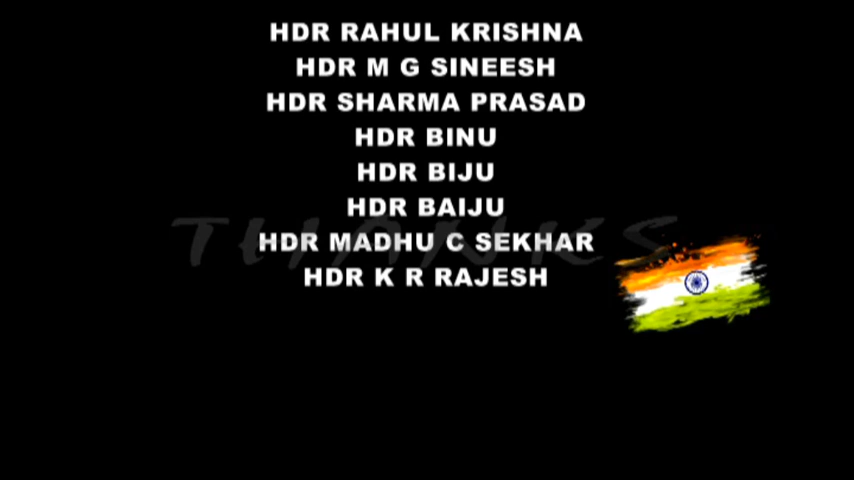 HDR RAHUL KRISHNA
HDR M G SINEESH
HDR SHARMA PRASAD
HDR BINU
HDR BIJU
HDR BAIJU
THANKS
HDR MADHU C SEKHAR
HDR K R RAJESH